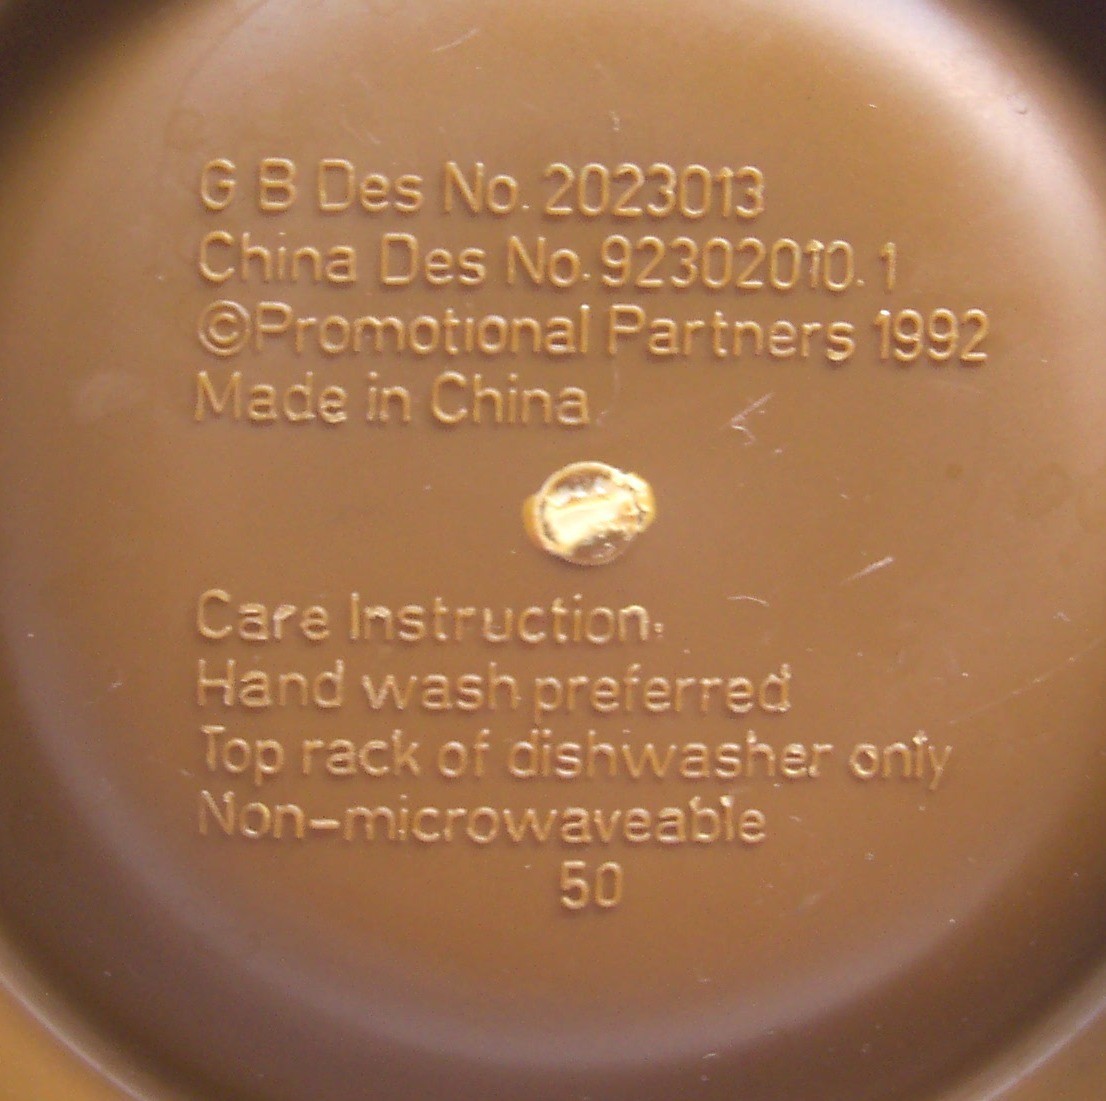 G B Des No. 2023013
China Des No. 92302010.1
©Promotional Partners 1992
Made in China
Care Instruction:
Hand wash preferred
Top rack of dishwasher only
Non-microwaveable
50